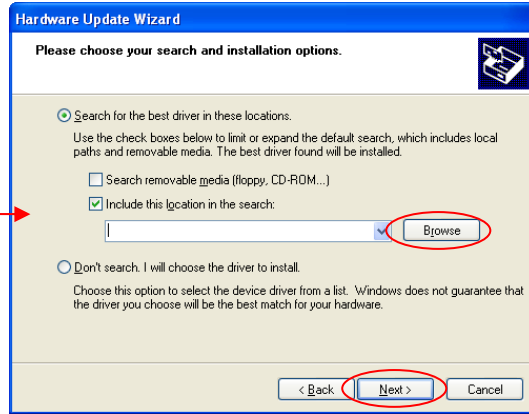 Hardware Update Wizard
Please choose your search and installation options.
Search for the best driver in these locations.
Use the check boxes below to limit or expand the default search, which includes local
paths and removable media. The best driver found will be installed.
Search removable media (floppy, CD-ROM...)
Include this location in the search:
Browse
Don't search. I will choose the driver to install.
Choose this option to select the device driver from a list. Windows does not guarantee that
the driver you choose will be the best match for your hardware.
< Back Next > Cancel